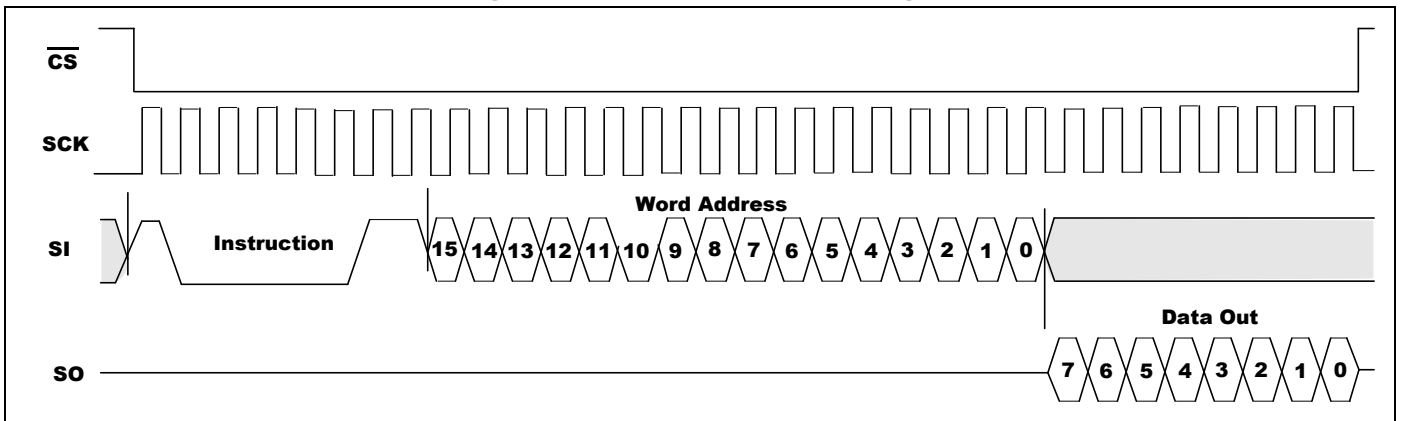 CS
SCK
Word Address
SI Instruction 15 14 13 12 11 10 9 8 7 6 5 4 3 2 1 0
Data Out
SO 7 6 5 4 3 2 1 0